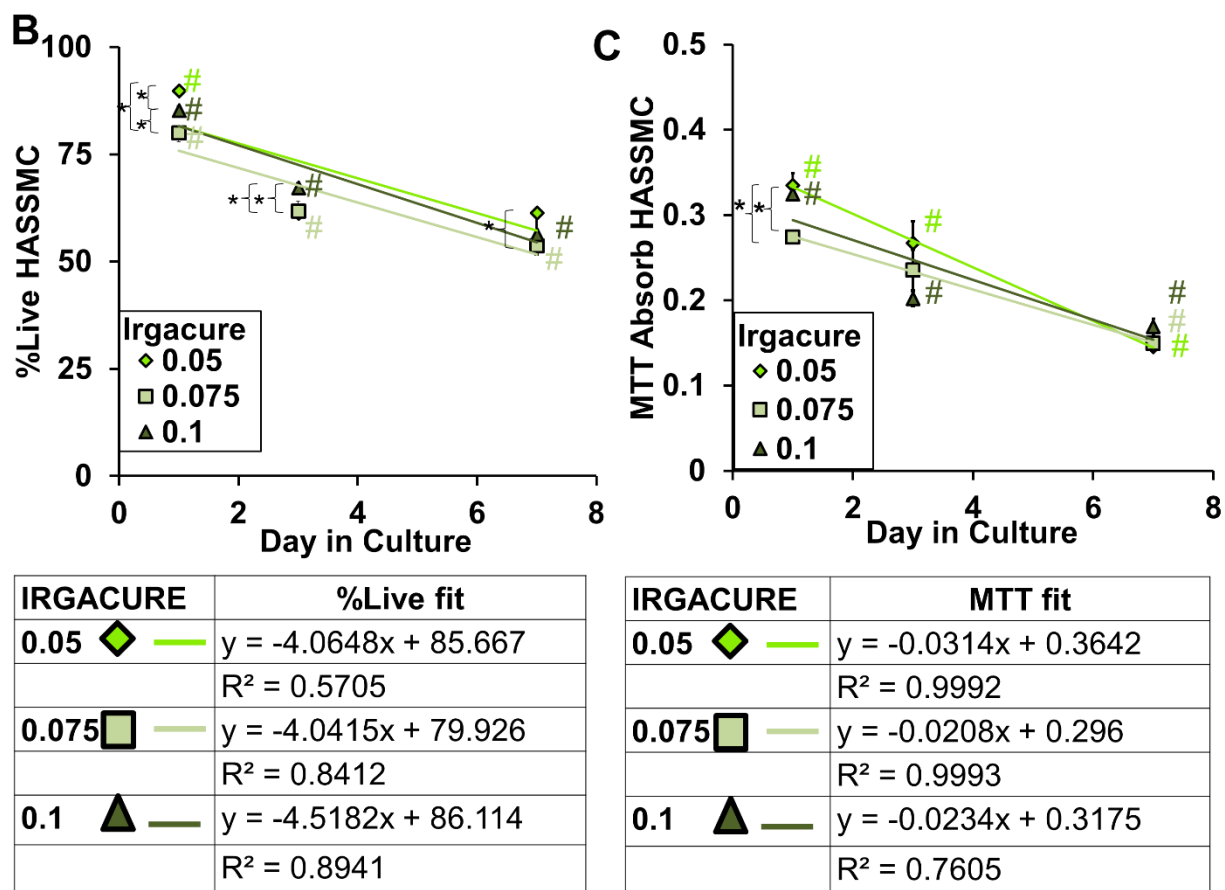 B
100
75
50
25
0
%Live HASSMC
#
#
#
*
*
*
#
#
*
*
#
#
*
Irgacure
0.05
0.075
0.1
0 2 4 6 8
Day in Culture
C
0.5
0.4
0.3
0.2
0.1
0
MTT Absorb HASSMC
#
#
*
*
#
#
#
#
#
Irgacure
0.05
0.075
0.1
0 2 4 6 8
Day in Culture
IRGACURE %Live fit
0.05 y = -4.0648x + 85.667
R² = 0.5705
0.075 y = -4.0415x + 79.926
R² = 0.8412
0.1 y = -4.5182x + 86.114
R² = 0.8941
IRGACURE MTT fit
0.05 y = -0.0314x + 0.3642
R² = 0.9992
0.075 y = -0.0208x + 0.296
R² = 0.9993
0.1 y = -0.0234x + 0.3175
R² = 0.7605